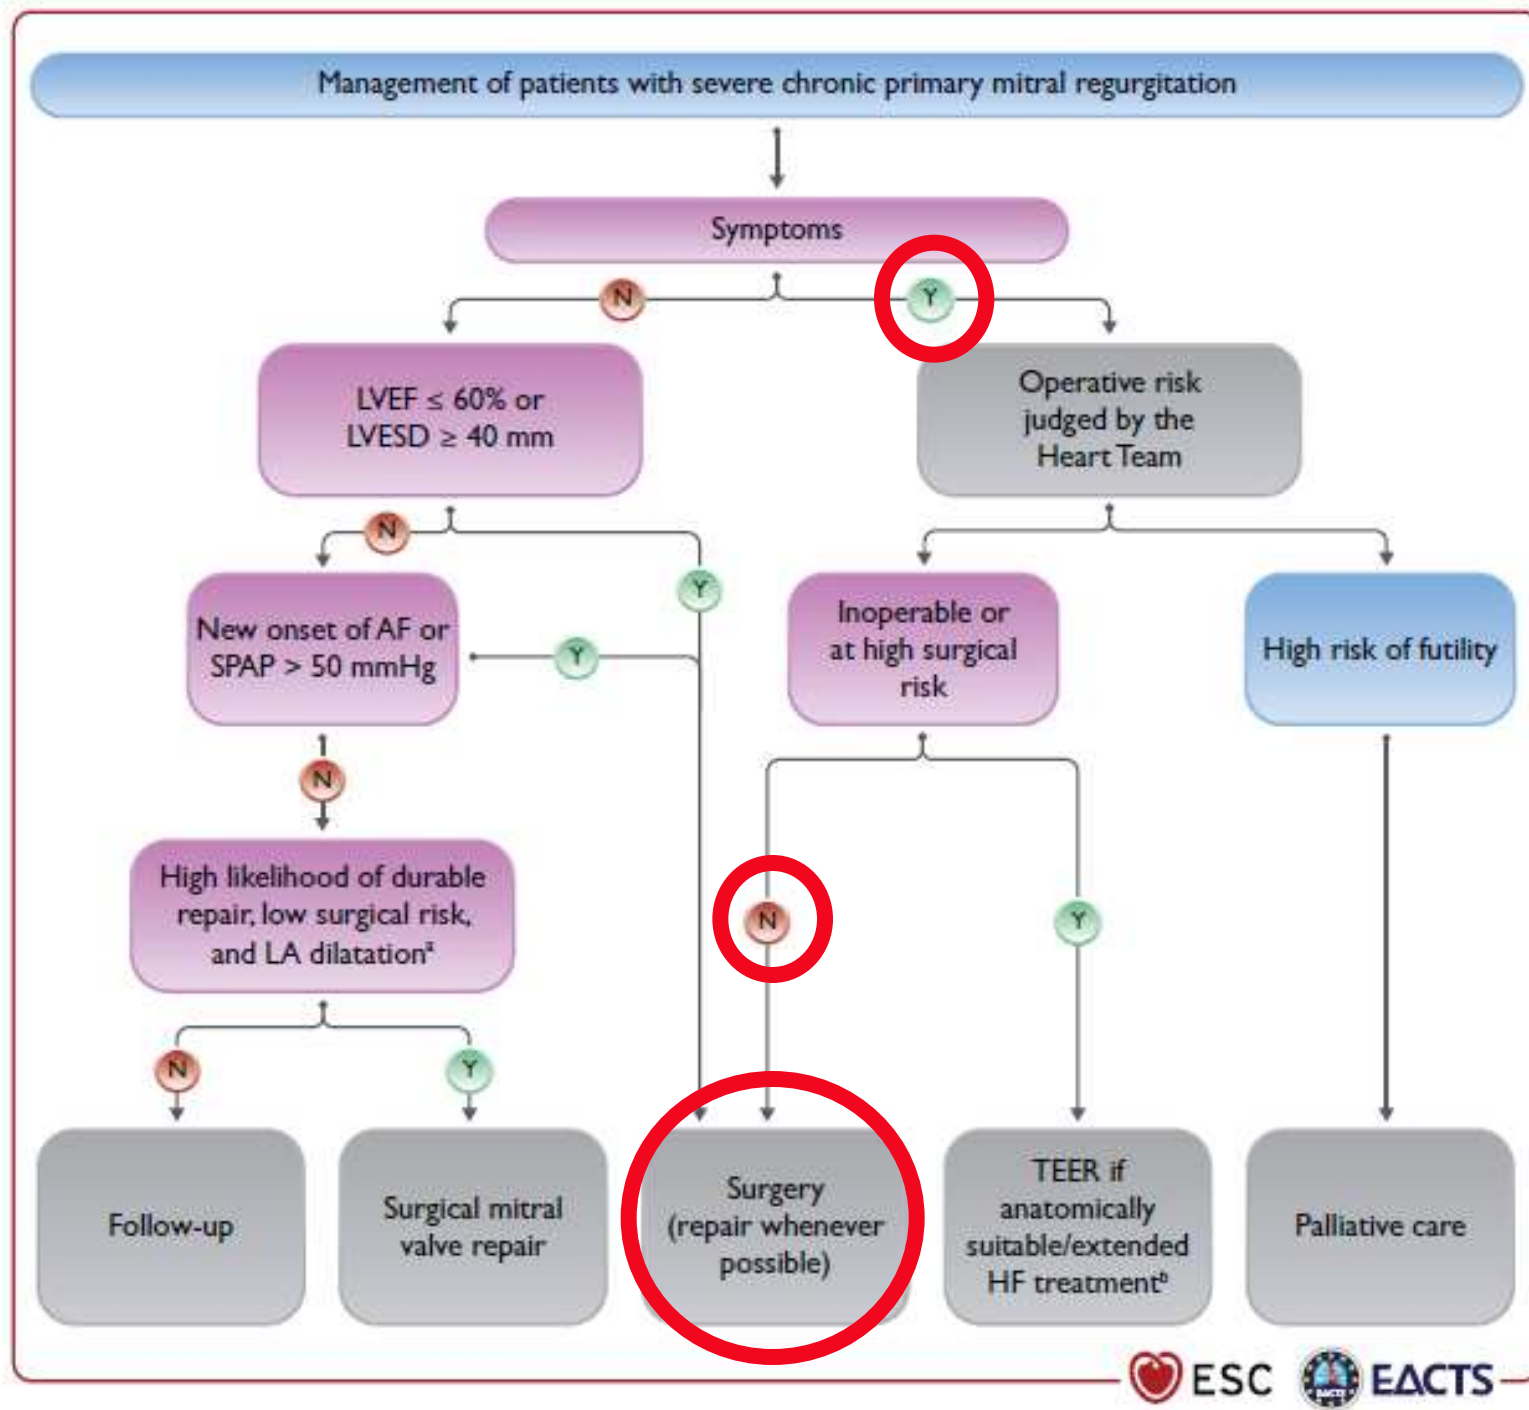 Management of patients with severe chronic primary mitral regurgitation
Symptoms
N
Y
LVEF ≤ 60% or
LVESD ≥ 40 mm
Operative risk
judged by the
Heart Team
N
Y
New onset of AF or
SPAP > 50 mmHg
Y
Inoperable or
at high surgical
risk
High risk of futility
N
High likelihood of durable
repair, low surgical risk,
and LA dilatationª
N
Y
N
Y
Follow-up
Surgical mitral
valve repair
Surgery
(repair whenever
possible)
TEER if
anatomically
suitable/extended
HF treatmentᵇ
Palliative care
ESC
EACTS
EΔCTS